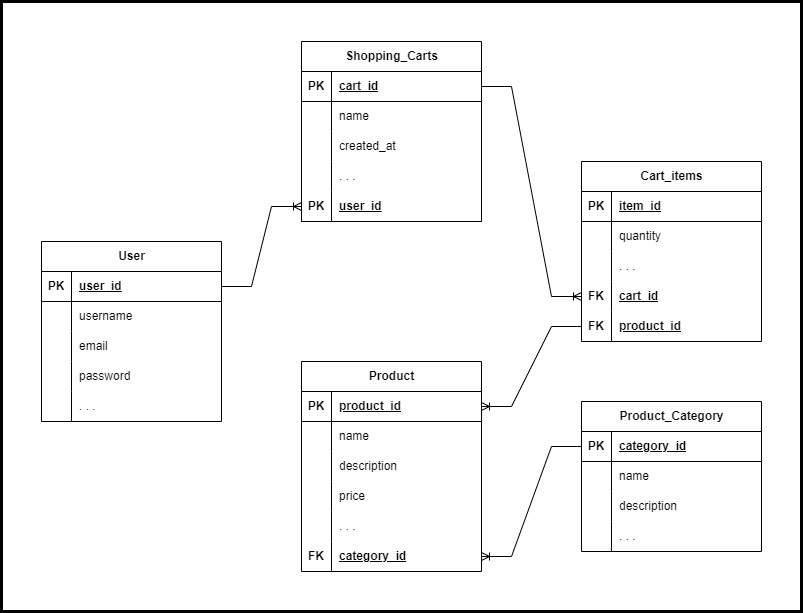 Shopping_Carts
PK cart_id
name
created_at
. . .
PK user_id
Cart_items
PK item_id
quantity
. . .
FK cart_id
FK product_id
User
PK user_id
username
email
password
. . .
Product
PK product_id
name
description
price
. . .
FK category_id
Product_Category
PK category_id
name
description
. . .